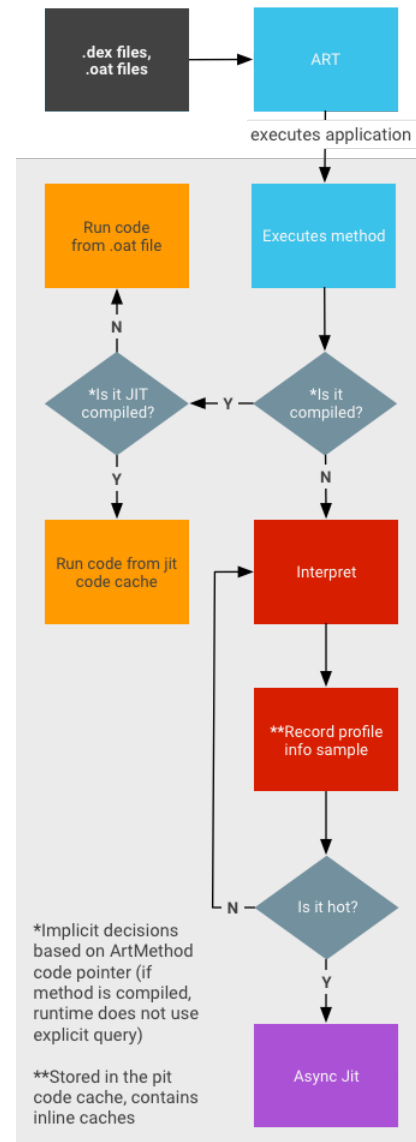 .dex files,
.oat files
ART
executes application
Run code
from .oat file
Executes method
N
*Is it JIT
compiled?
Y
*Is it
compiled?
Y
N
Run code from jit
code cache
Interpret
**Record profile
info sample
N
Is it hot?
*Implicit decisions
based on ArtMethod
code pointer (if
method is compiled,
runtime does not use
explicit query)
Y
**Stored in the pit
code cache, contains
inline caches
Async Jit